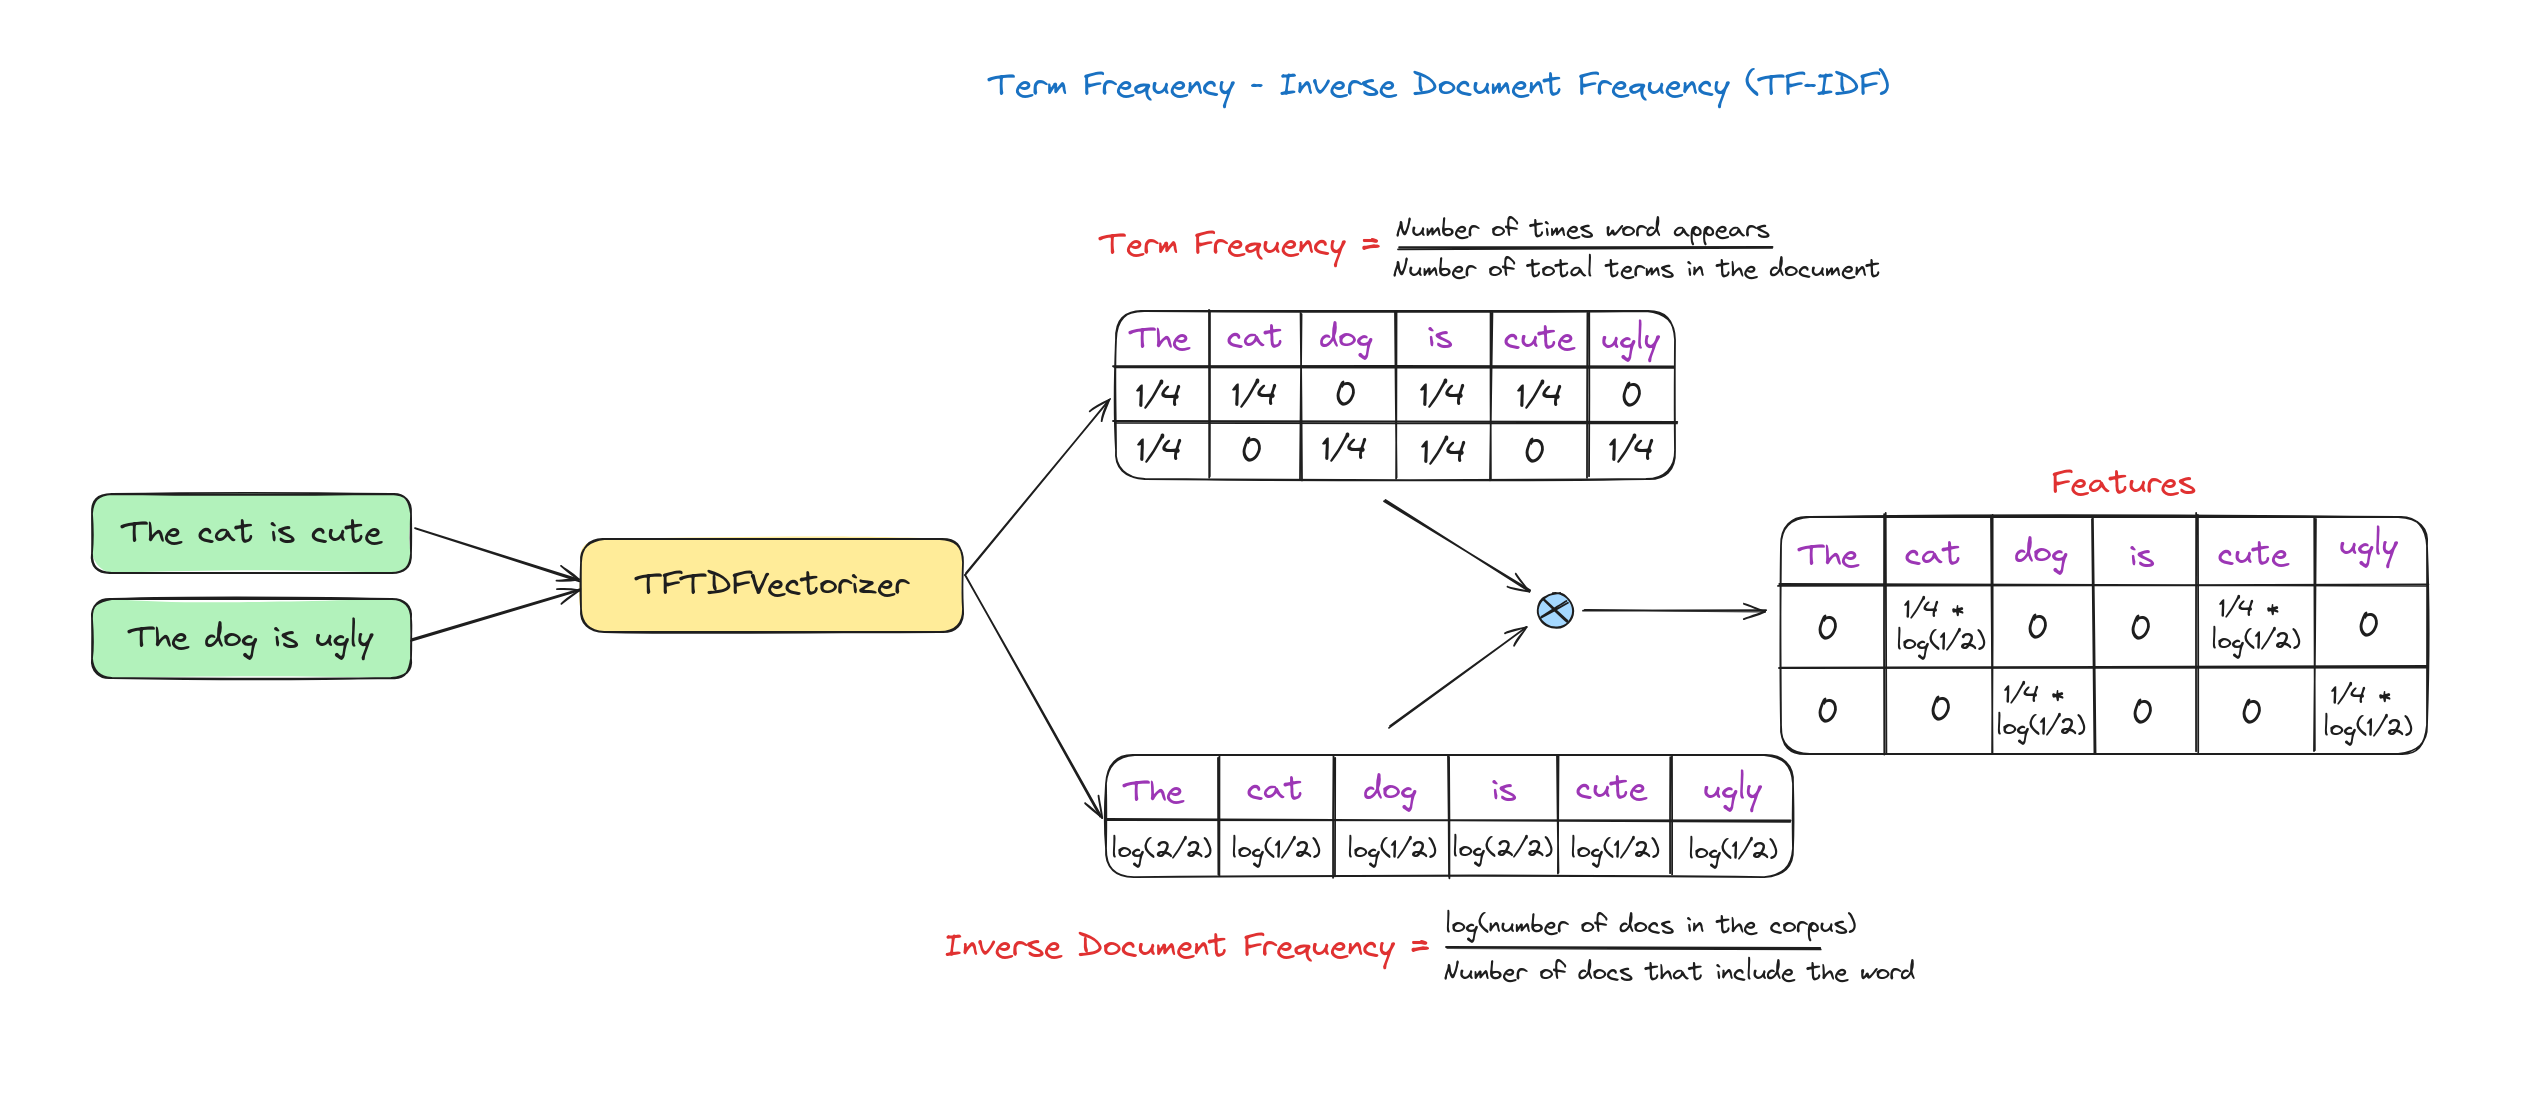 Term Frequency - Inverse Document Frequency (TF-IDF)
Term Frequency = Number of times word appears
Number of total terms in the document
The cat dog is cute ugly
1/4 1/4 0 1/4 1/4 0
1/4 0 1/4 1/4 0 1/4
The cat is cute
The dog is ugly
TFTDFVectorizer
Features
The cat dog is cute ugly
0 1/4 * log(1/2) 0 0 1/4 * log(1/2) 0
0 0 1/4 * log(1/2) 0 0 1/4 * log(1/2)
The cat dog is cute ugly
log(2/2) log(1/2) log(1/2) log(2/2) log(1/2) log(1/2)
Inverse Document Frequency = log(number of docs in the corpus)
Number of docs that include the word